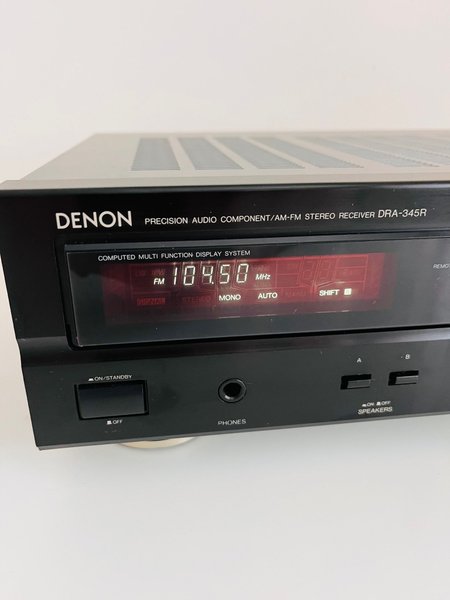 DENON PRECISION AUDIO COMPONENT/AM-FM STEREO RECEIVER DRA-345R
COMPUTED MULTI FUNCTION DISPLAY SYSTEM
FM 104.50 MHz
STEREO MONO AUTO SHIFT
ON/STANDBY
OFF
PHONES
A B
ON OFF
SPEAKERS